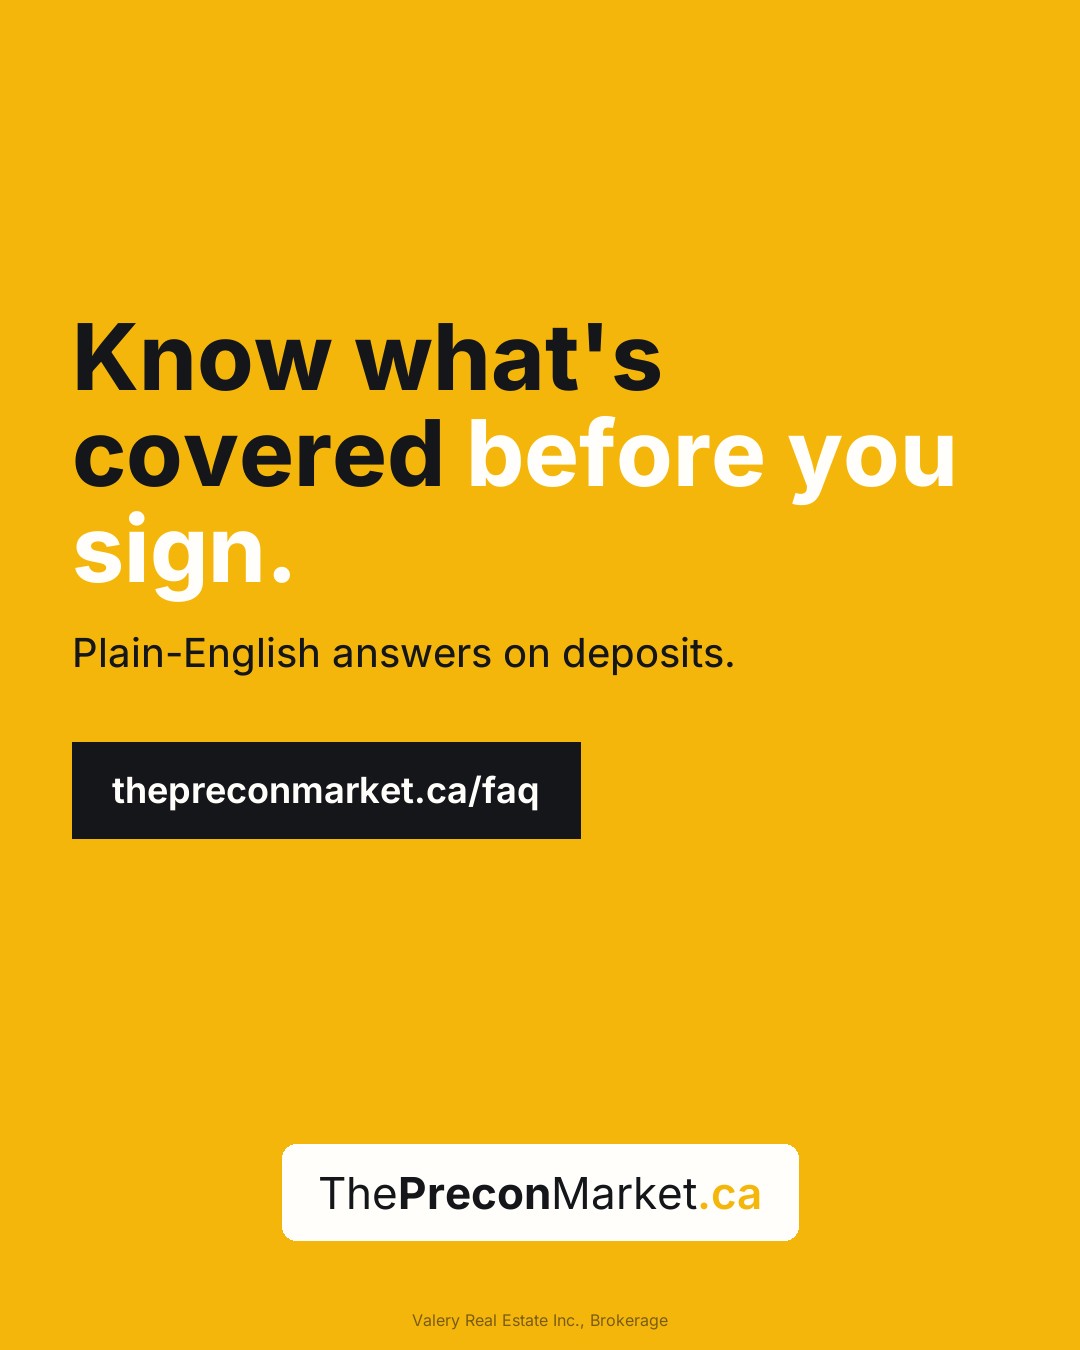 Know what's
covered before you
sign.
Plain-English answers on deposits.
thepreconmarket.ca/faq
ThePreconMarket.ca
Valery Real Estate Inc., Brokerage